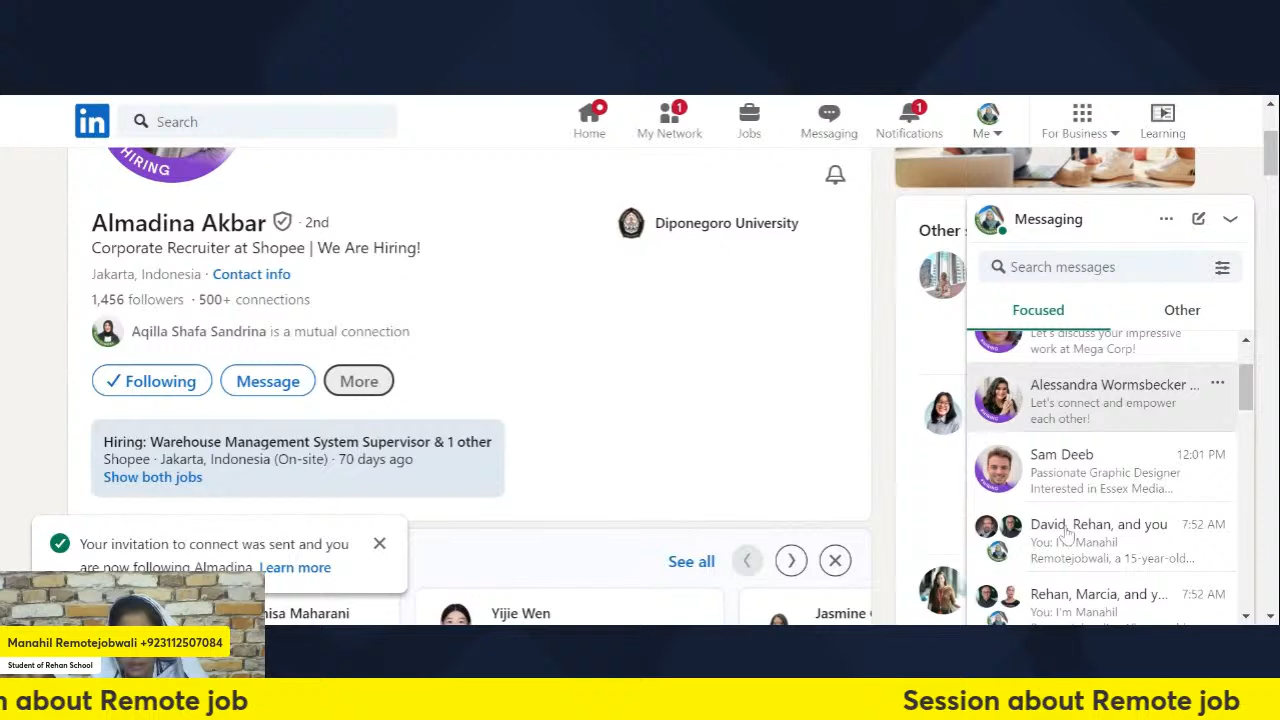 in
Search
Home
1
My Network
Jobs
Messaging
1
Notifications
Me
For Business
Learning
HIRING
Almadina Akbar · 2nd
Corporate Recruiter at Shopee | We Are Hiring!
Jakarta, Indonesia · Contact info
1,456 followers · 500+ connections
Aqilla Shafa Sandrina is a mutual connection
Following
Message
More
Diponegoro University
Hiring: Warehouse Management System Supervisor & 1 other
Shopee · Jakarta, Indonesia (On-site) · 70 days ago
Show both jobs
Your invitation to connect was sent and you
are now following Almadina. Learn more
See all
isa Maharani
Yijie Wen
Jasmine
Other
Messaging
Search messages
Focused
Other
Let's discuss your impressive
work at Mega Corp!
Alessandra Wormsbecker ...
Let's connect and empower
each other!
Sam Deeb 12:01 PM
Passionate Graphic Designer
Interested in Essex Media...
David, Rehan, and you 7:52 AM
You: I'm Manahil
Remotejobwali, a 15-year-old...
Rehan, Marcia, and y... 7:52 AM
You: I'm Manahil
Manahil Remotejobwali +923112507084
Student of Rehan School
n about Remote job
Session about Remote job